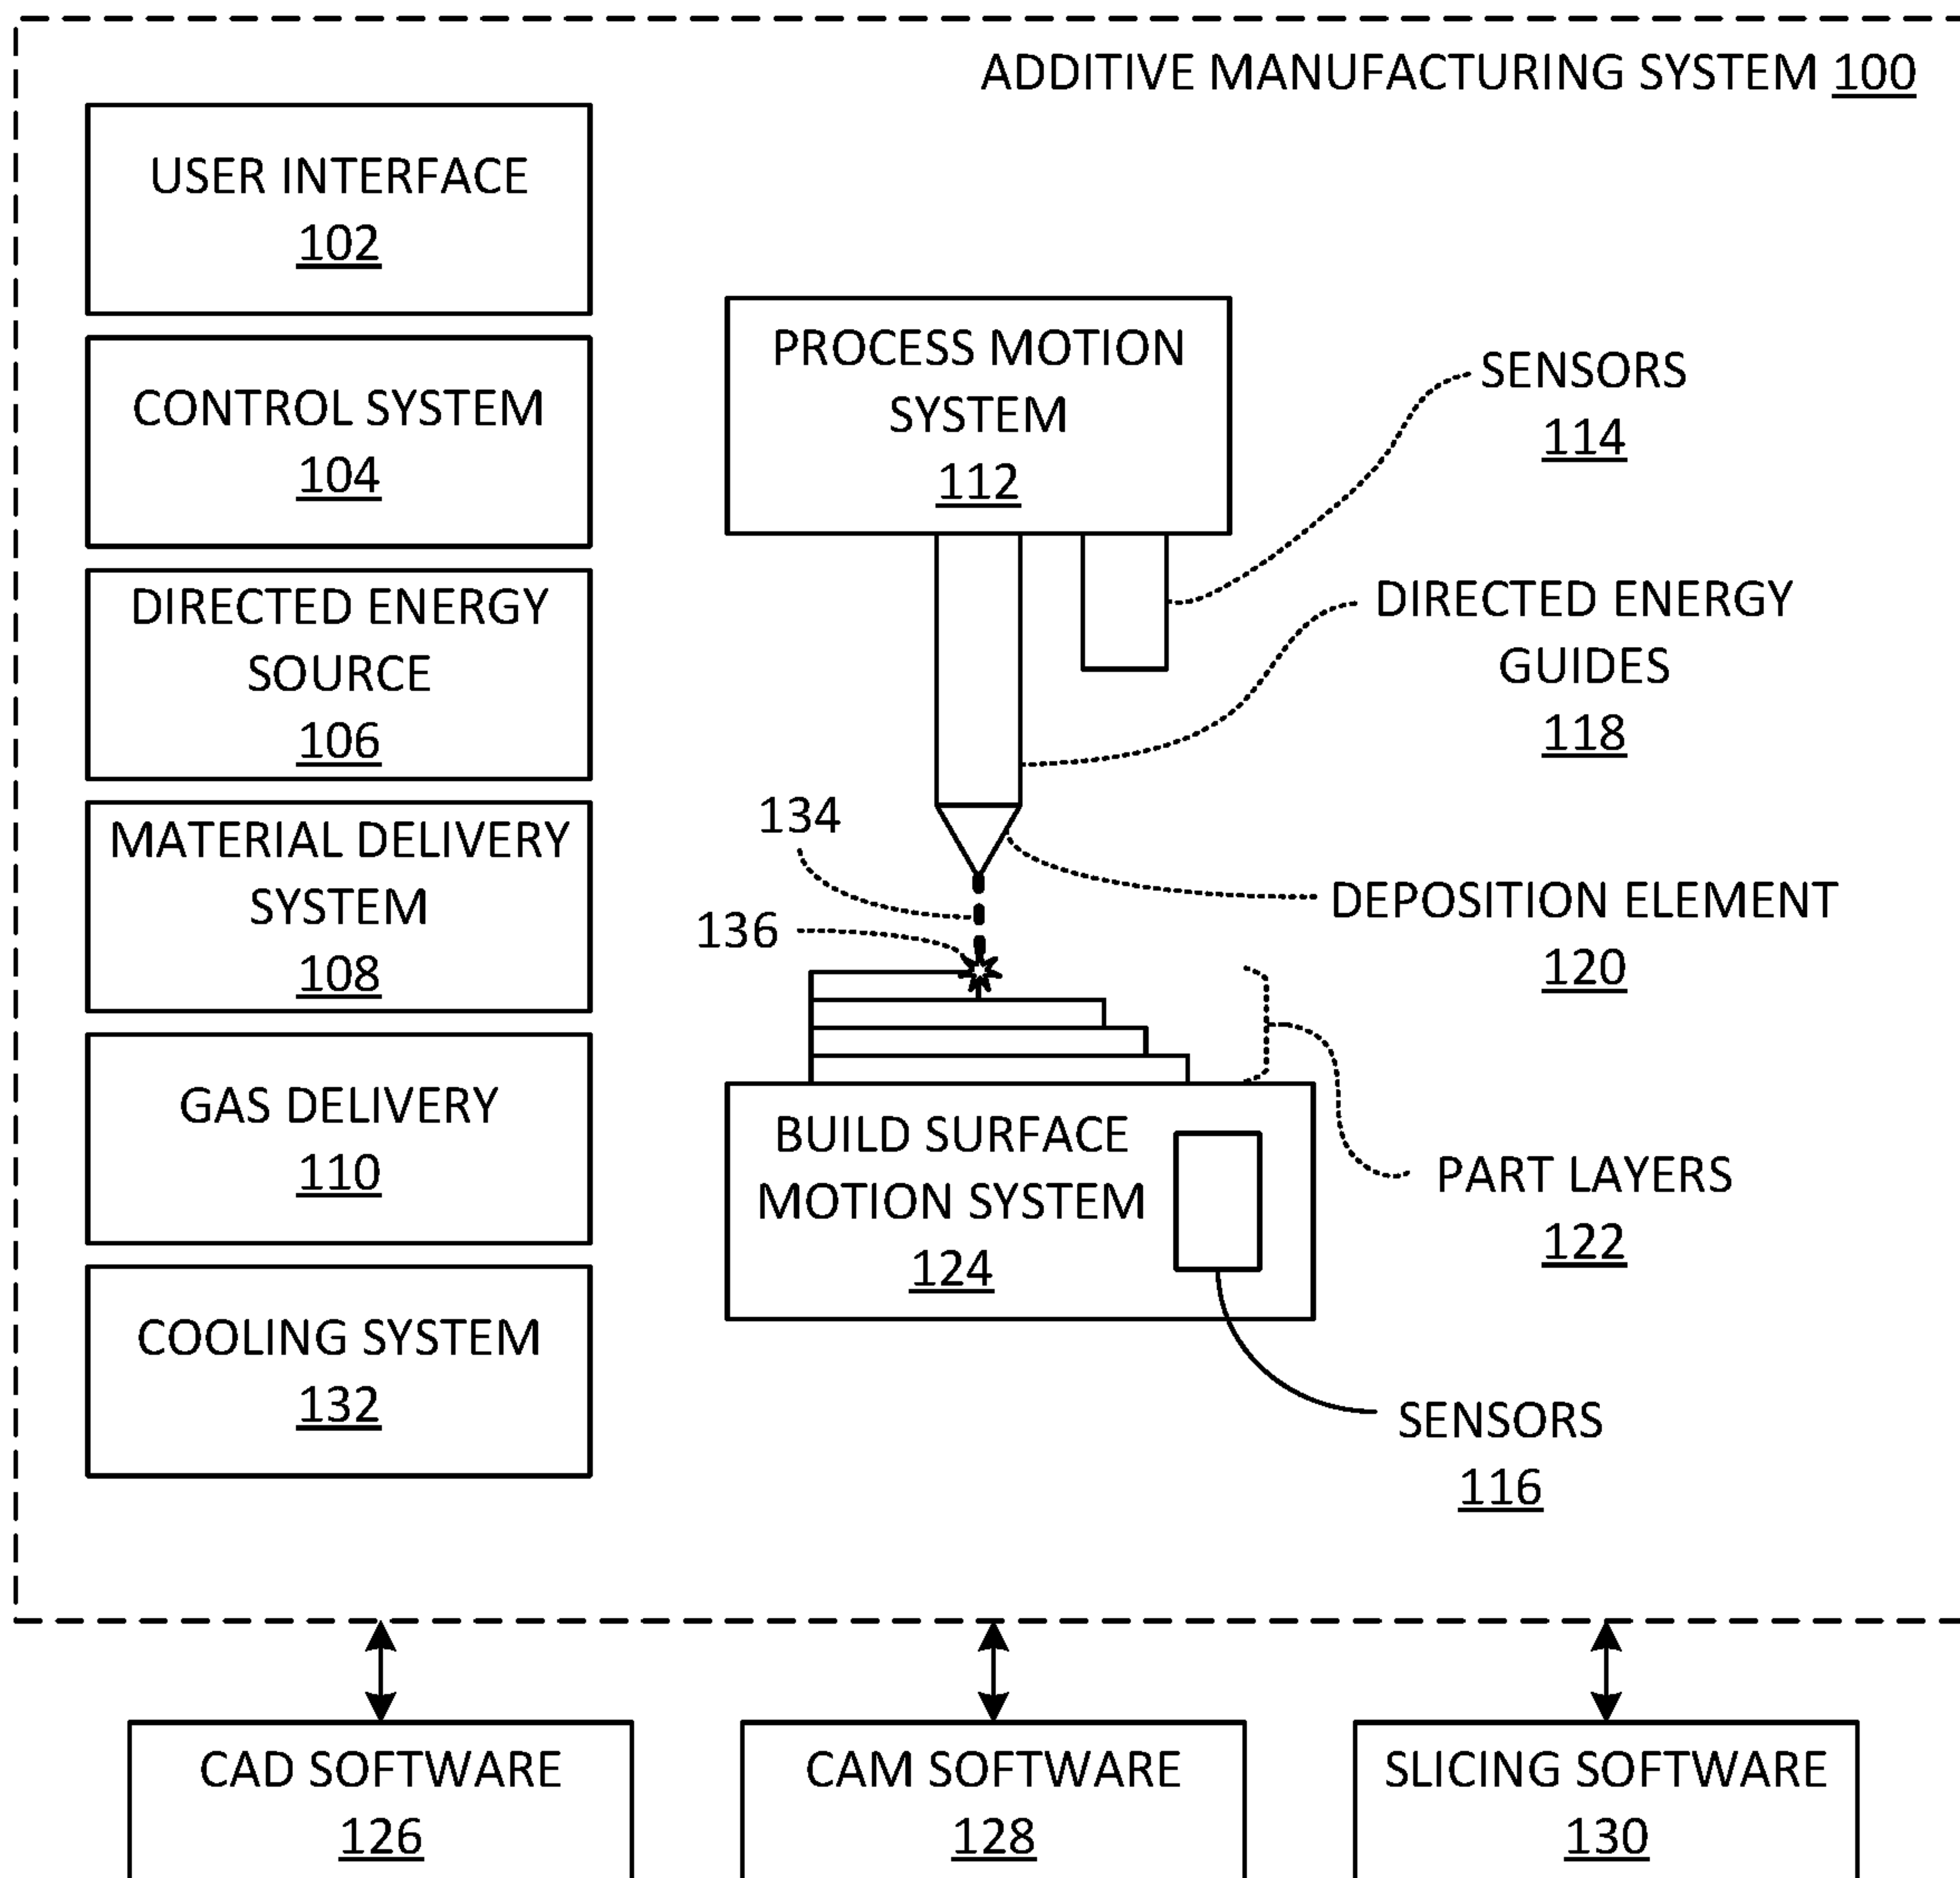 ADDITIVE MANUFACTURING SYSTEM 100
USER INTERFACE
102
CONTROL SYSTEM
104
DIRECTED ENERGY
SOURCE
106
MATERIAL DELIVERY
SYSTEM
108
GAS DELIVERY
110
COOLING SYSTEM
132
PROCESS MOTION
SYSTEM
112
SENSORS
114
DIRECTED ENERGY
GUIDES
118
134
136
DEPOSITION ELEMENT
120
BUILD SURFACE
MOTION SYSTEM
124
PART LAYERS
122
SENSORS
116
CAD SOFTWARE
126
CAM SOFTWARE
128
SLICING SOFTWARE
130